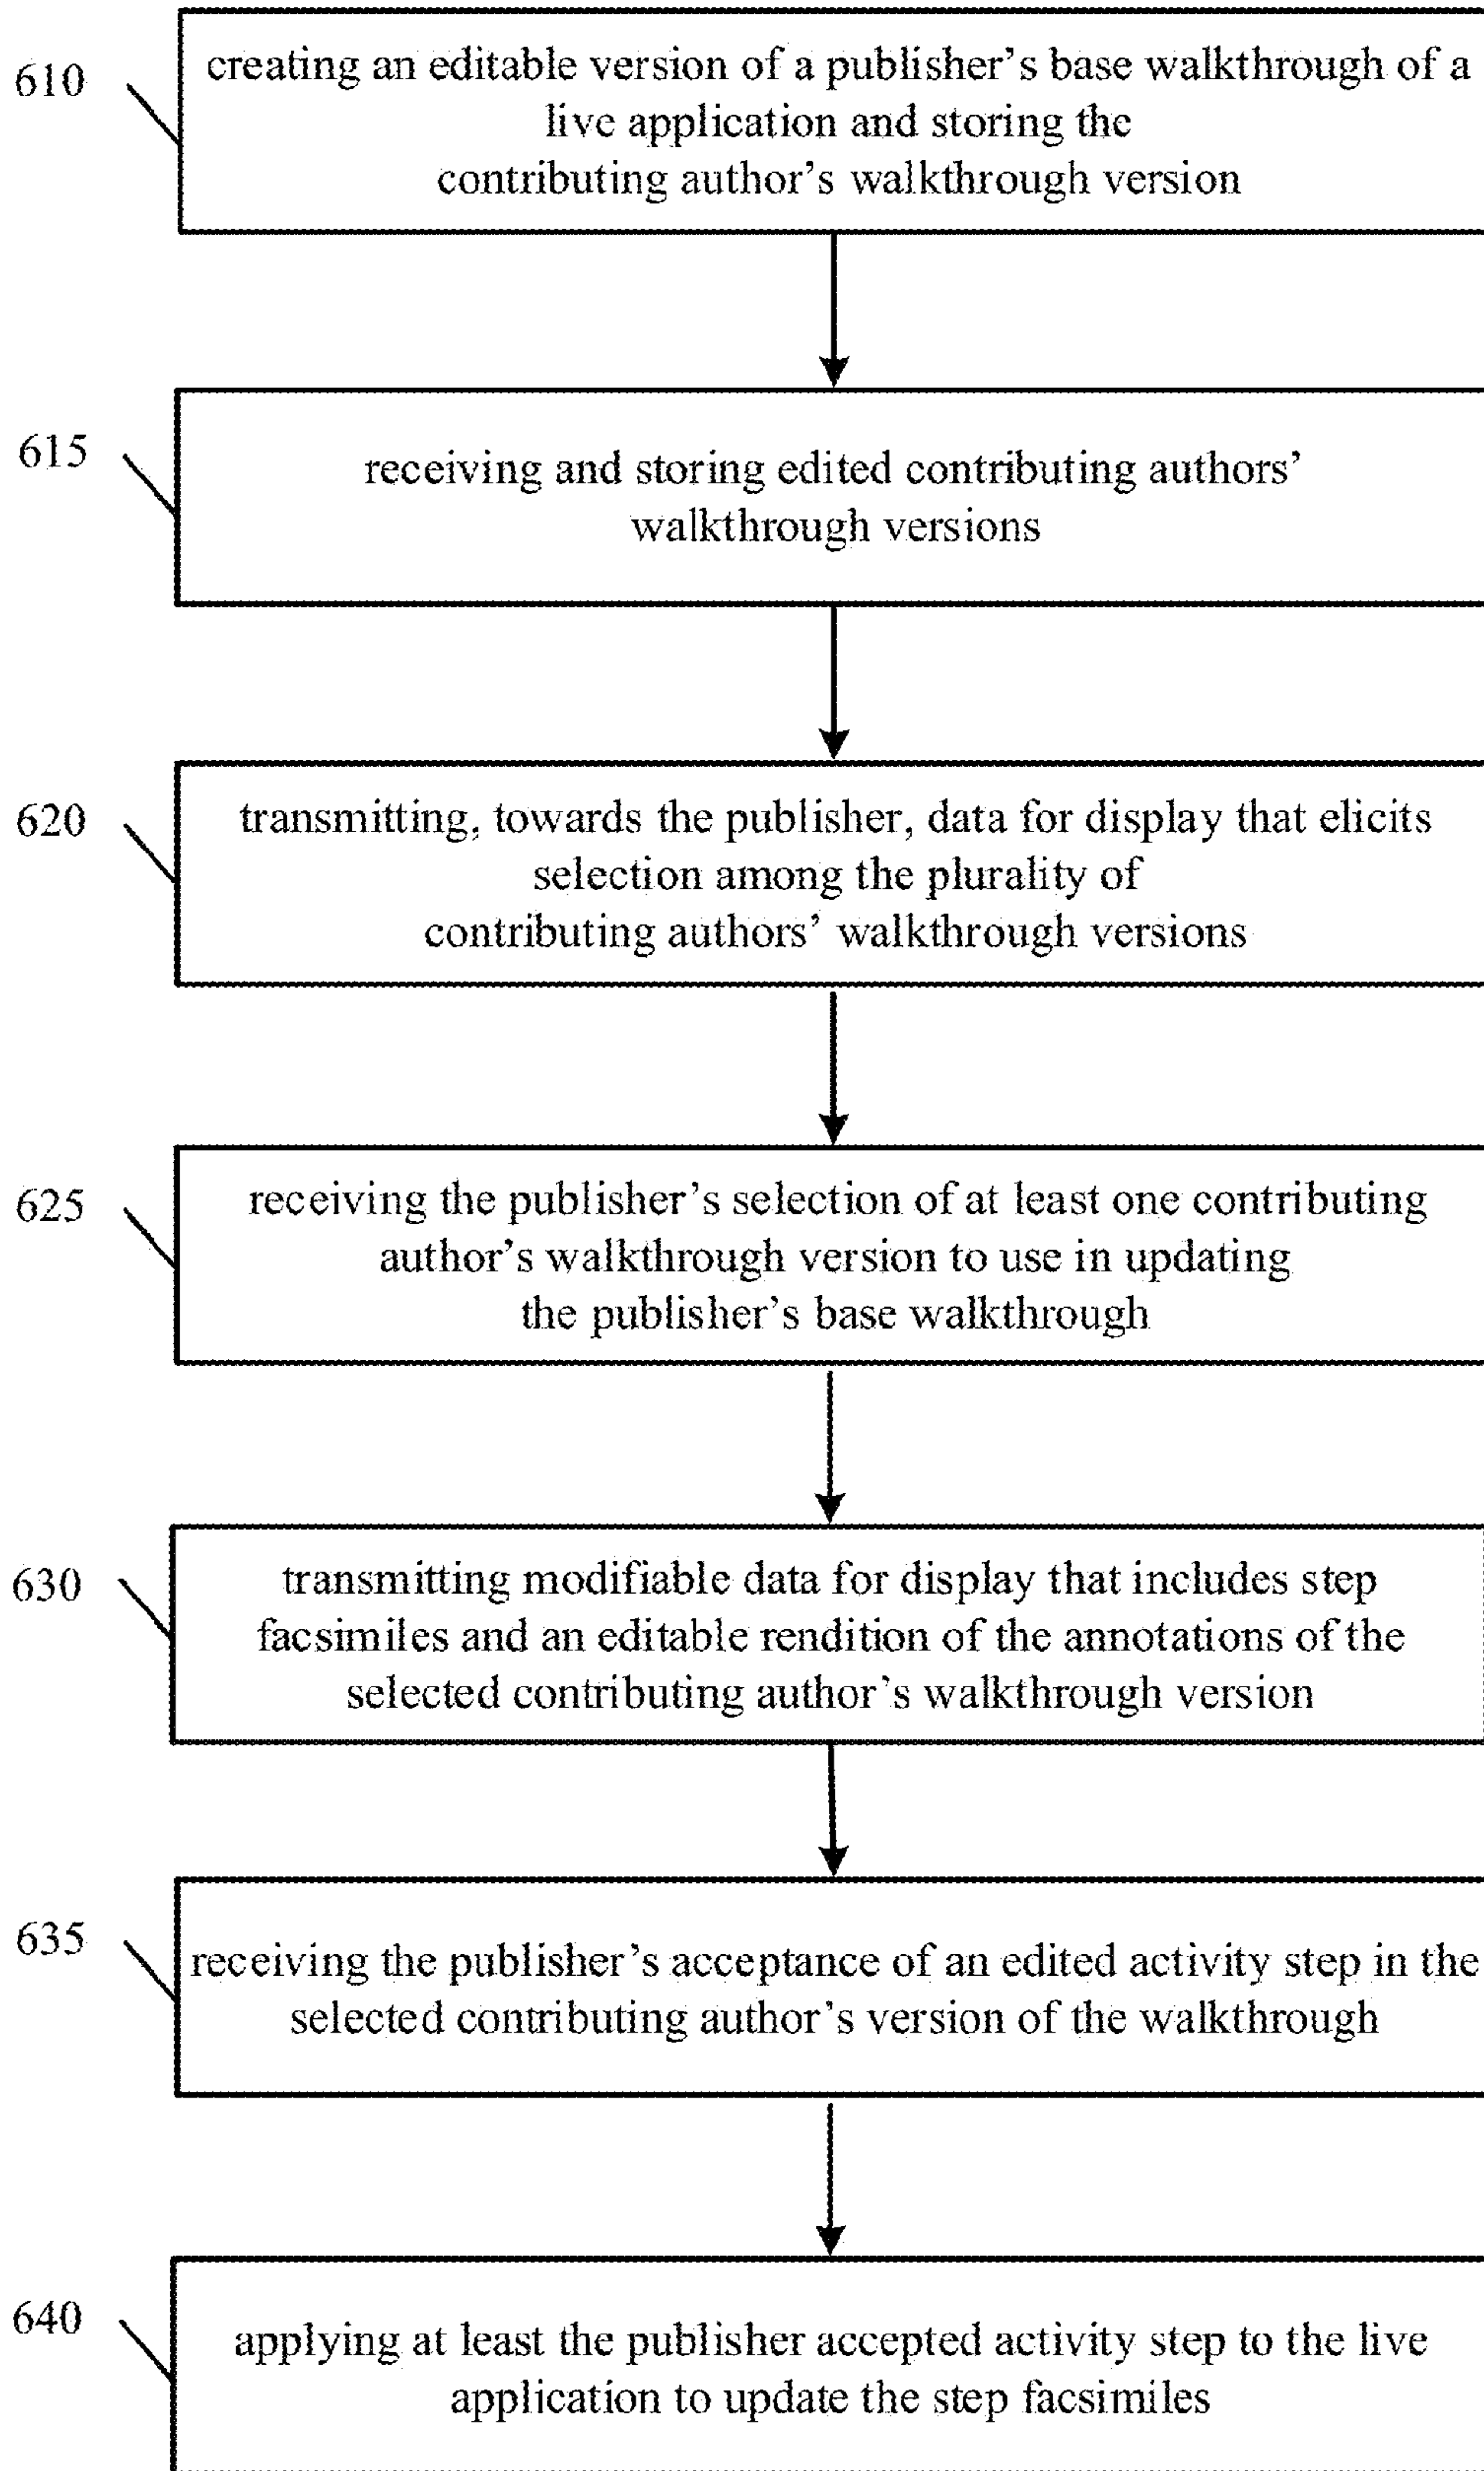 610
creating an editable version of a publisher's base walkthrough of a
live application and storing the
contributing author's walkthrough version
615
receiving and storing edited contributing authors'
walkthrough versions
620
transmitting, towards the publisher, data for display that elicits
selection among the plurality of
contributing authors' walkthrough versions
625
receiving the publisher's selection of at least one contributing
author's walkthrough version to use in updating
the publisher's base walkthrough
630
transmitting modifiable data for display that includes step
facsimiles and an editable rendition of the annotations of the
selected contributing author's walkthrough version
635
receiving the publisher's acceptance of an edited activity step in the
selected contributing author's version of the walkthrough
640
applying at least the publisher accepted activity step to the live
application to update the step facsimiles